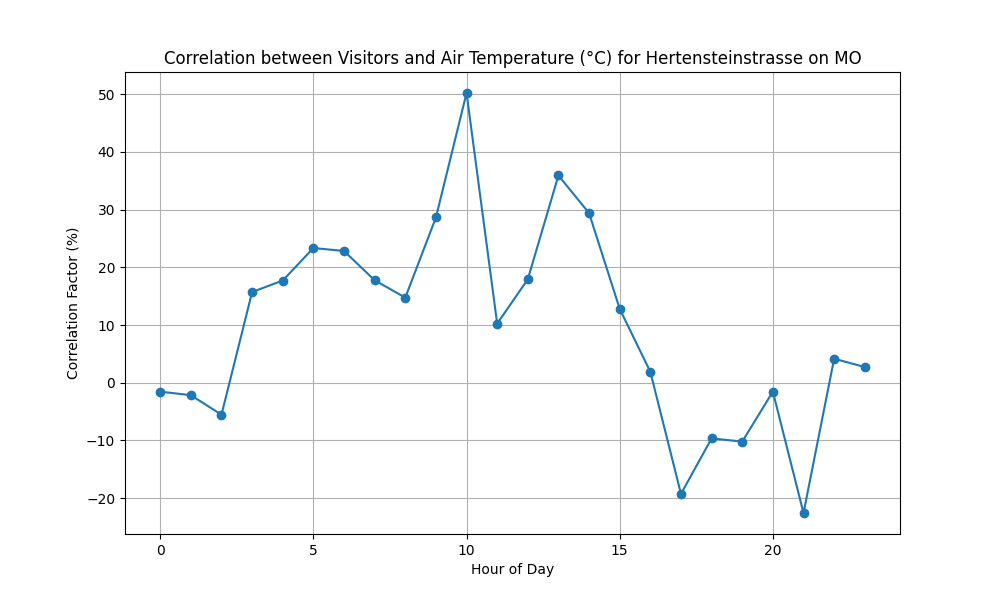 Correlation between Visitors and Air Temperature (°C) for Hertensteinstrasse on MO
Correlation Factor (%)
50
40
30
20
10
0
−10
−20
0 5 10 15 20
Hour of Day